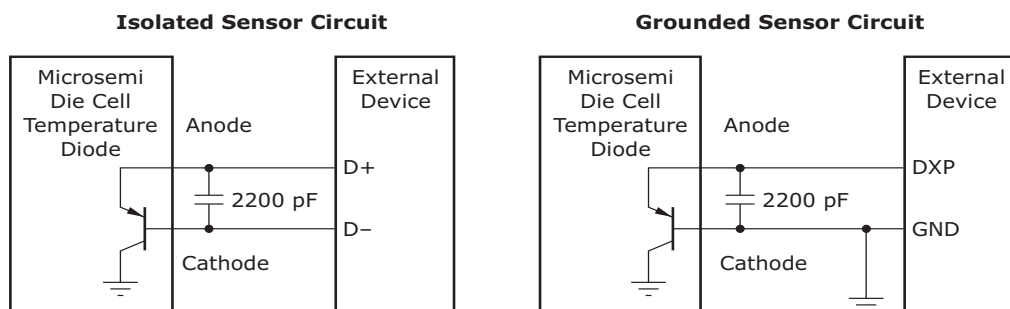 Isolated Sensor Circuit
Microsemi
Die Cell
Temperature
Diode
Anode
External
Device
D+
2200 pF
D−
Cathode
Grounded Sensor Circuit
Microsemi
Die Cell
Temperature
Diode
Anode
External
Device
DXP
2200 pF
GND
Cathode